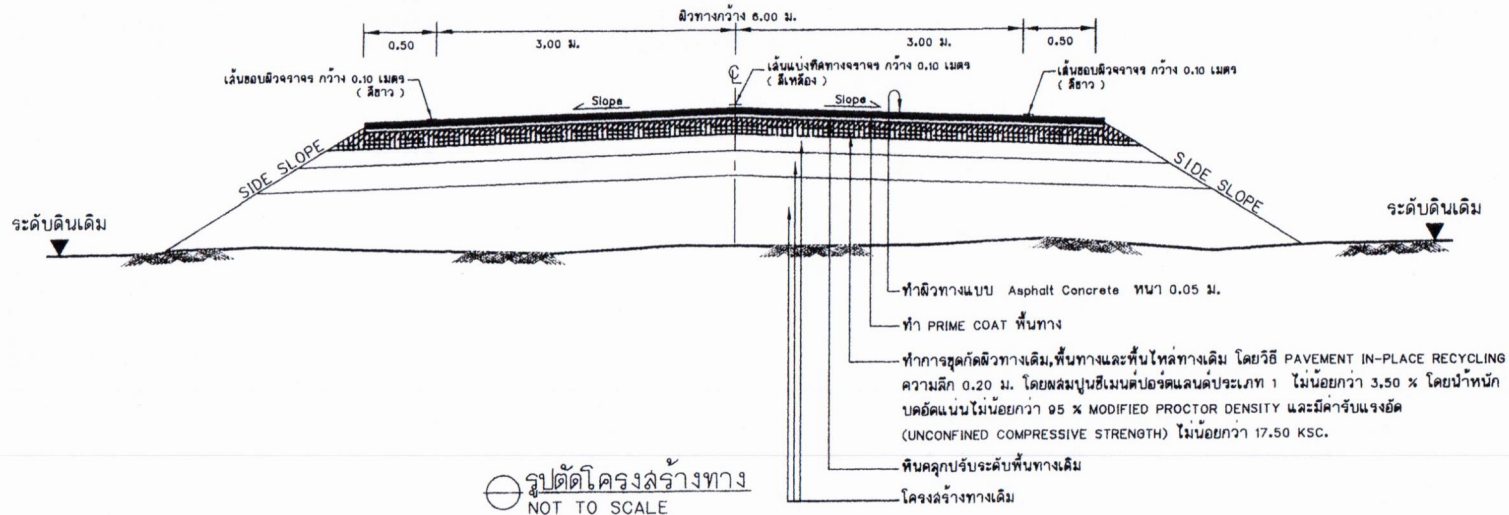 ผิวทางกว้าง 6.00 ม.
0.50
3.00 ม.
3.00 ม.
0.50
เส้นขอบผิวจราจร กว้าง 0.10 เมตร
( สีขาว )
℄
เส้นแบ่งทิศทางจราจร กว้าง 0.10 เมตร
( สีเหลือง )
เส้นขอบผิวจราจร กว้าง 0.10 เมตร
( สีขาว )
Slope
Slope
SIDE SLOPE
SIDE SLOPE
ระดับดินเดิม
ระดับดินเดิม
ทำผิวทางแบบ Asphalt Concrete หนา 0.05 ม.
ทำ PRIME COAT พื้นทาง
ทำการขุดกัดผิวทางเดิม,พื้นทางและพื้นไหล่ทางเดิม โดยวิธี PAVEMENT IN-PLACE RECYCLING
ความลึก 0.20 ม. โดยผสมปูนซีเมนต์ปอร์ตแลนด์ประเภท 1 ไม่น้อยกว่า 3.50 % โดยน้ำหนัก
บดอัดแน่นไม่น้อยกว่า 95 % MODIFIED PROCTOR DENSITY และมีค่ารับแรงอัด
(UNCONFINED COMPRESSIVE STRENGTH) ไม่น้อยกว่า 17.50 KSC.
หินคลุกปรับระดับพื้นทางเดิม
โครงสร้างทางเดิม
รูปตัดโครงสร้างทาง
NOT TO SCALE